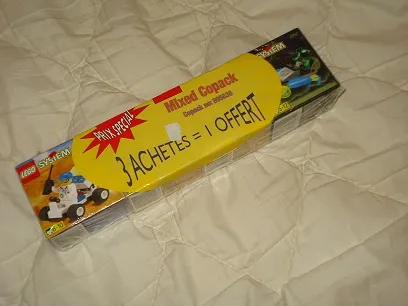 PRIX SPECIAL
Mixed Copack
3 ACHETES = 1 OFFERT
LEGO SYSTEM
SYSTEM